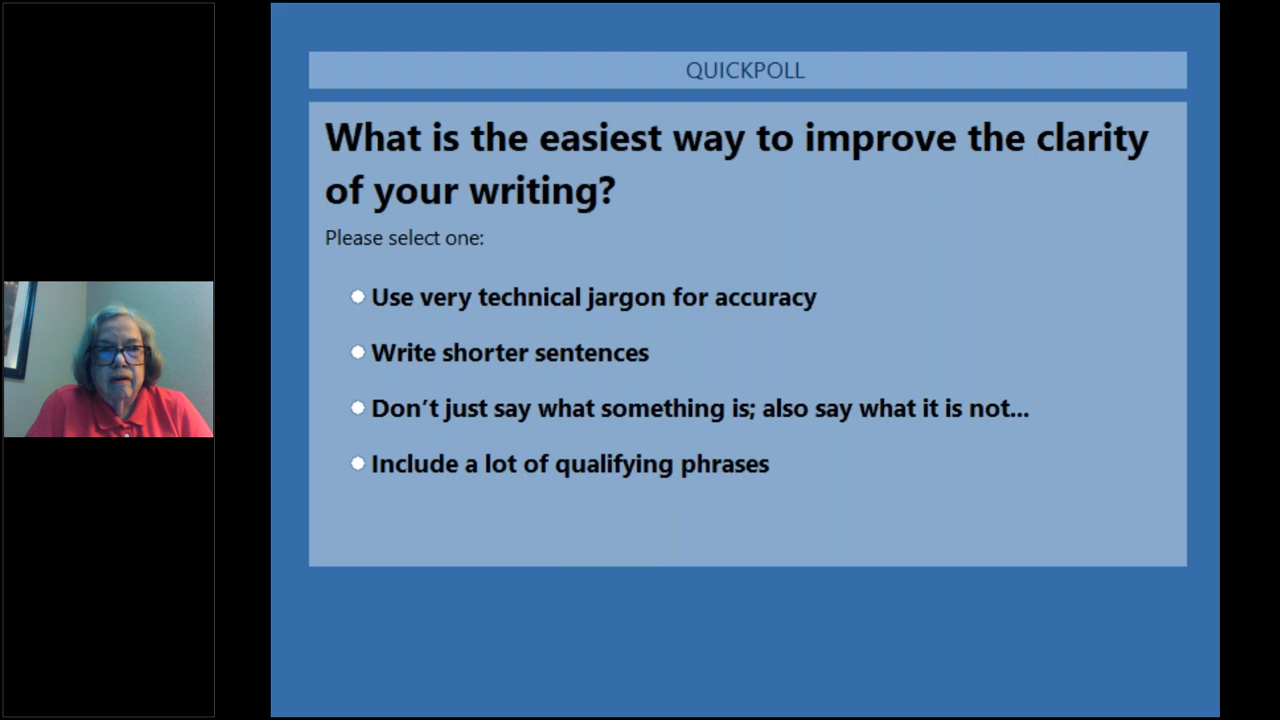 QUICKPOLL
What is the easiest way to improve the clarity
of your writing?
Please select one:
Use very technical jargon for accuracy
Write shorter sentences
Don’t just say what something is; also say what it is not...
Include a lot of qualifying phrases